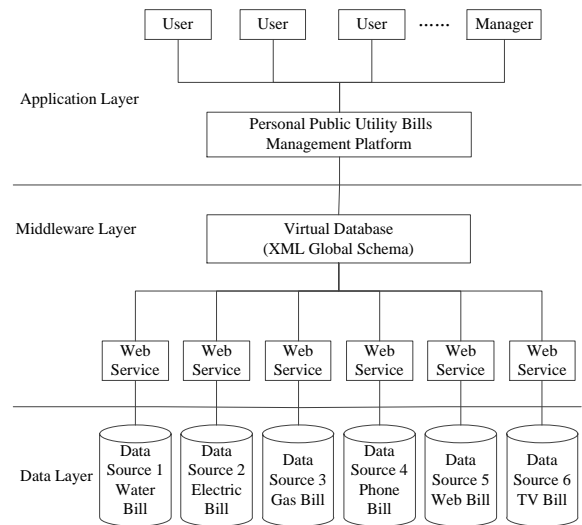 User User User ...... Manager
Application Layer
Personal Public Utility Bills
Management Platform
Middleware Layer
Virtual Database
(XML Global Schema)
Web
Service
Web
Service
Web
Service
Web
Service
Web
Service
Web
Service
Data Layer
Data
Source 1
Water
Bill
Data
Source 2
Electric
Bill
Data
Source 3
Gas Bill
Data
Source 4
Phone
Bill
Data
Source 5
Web Bill
Data
Source 6
TV Bill